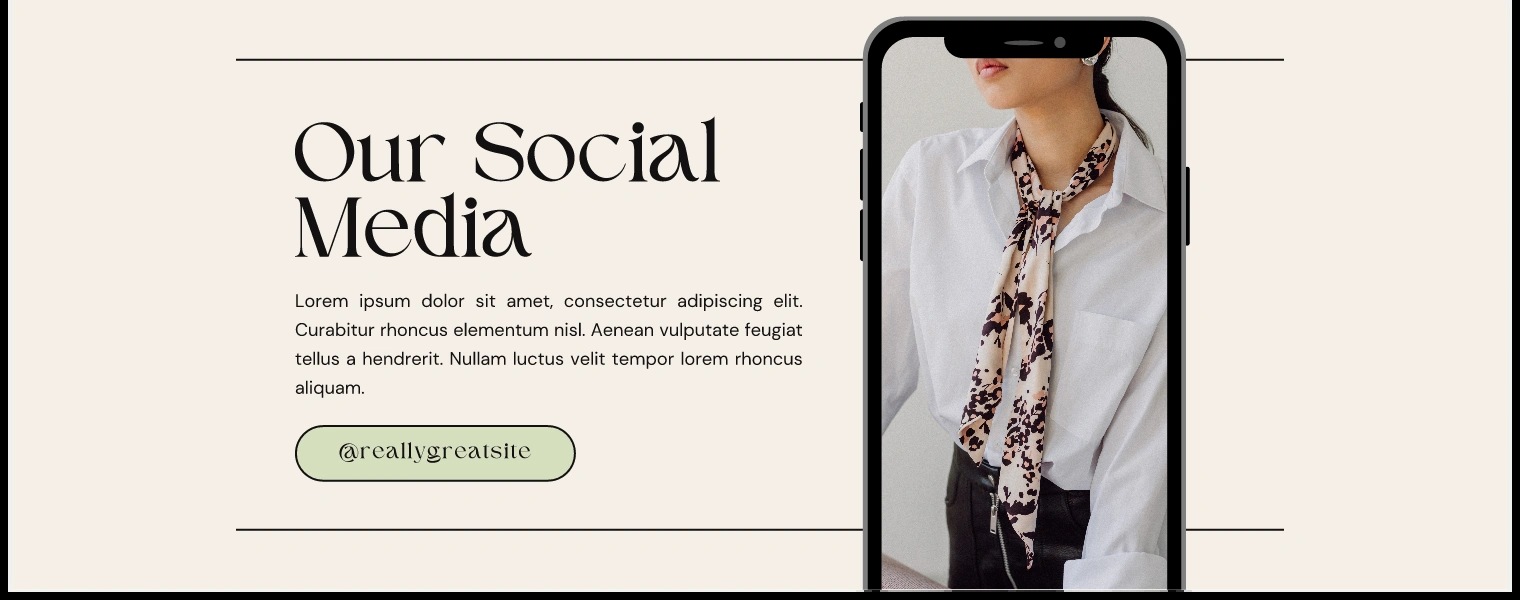 Our Social
Media
Lorem ipsum dolor sit amet, consectetur adipiscing elit.
Curabitur rhoncus elementum nisl. Aenean vulputate feugiat
tellus a hendrerit. Nullam luctus velit tempor lorem rhoncus
aliquam.
@reallygreatsite